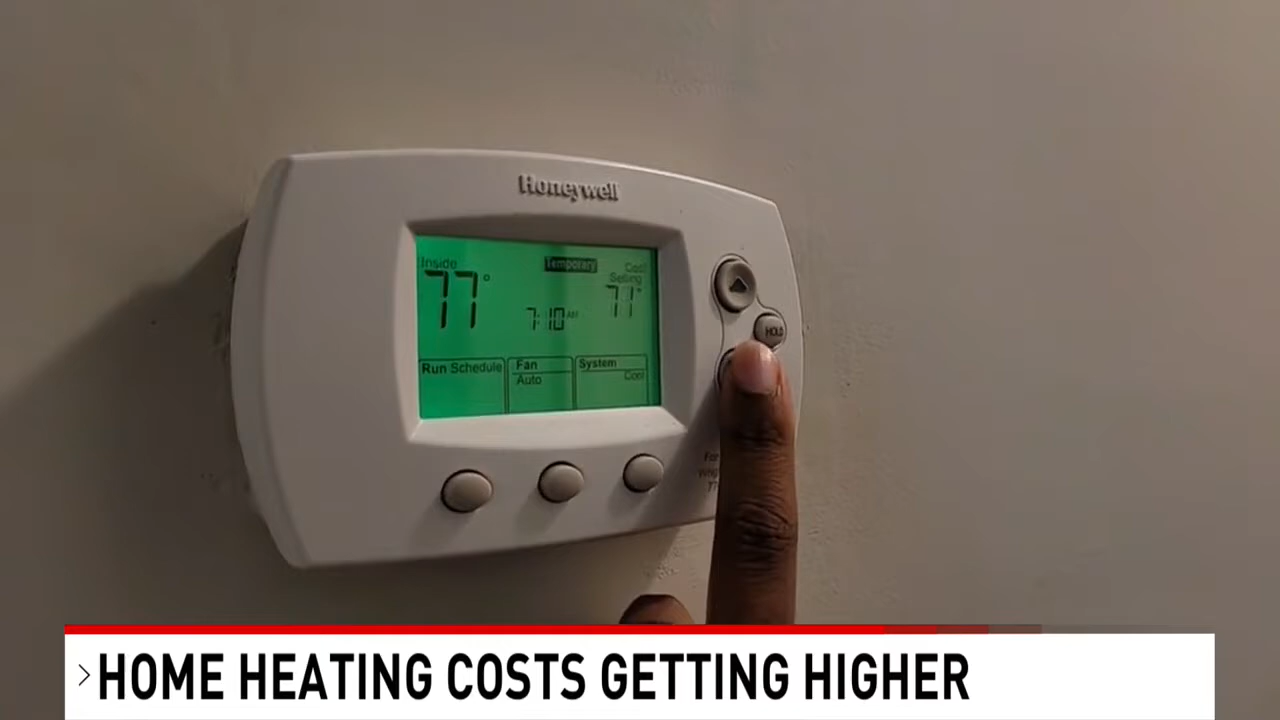 Honeywell
Inside
Temporary
Cool
Setting
77°
7:10 AM
71°
Run Schedule
Fan
System
Auto
Cool
HOLD
>HOME HEATING COSTS GETTING HIGHER